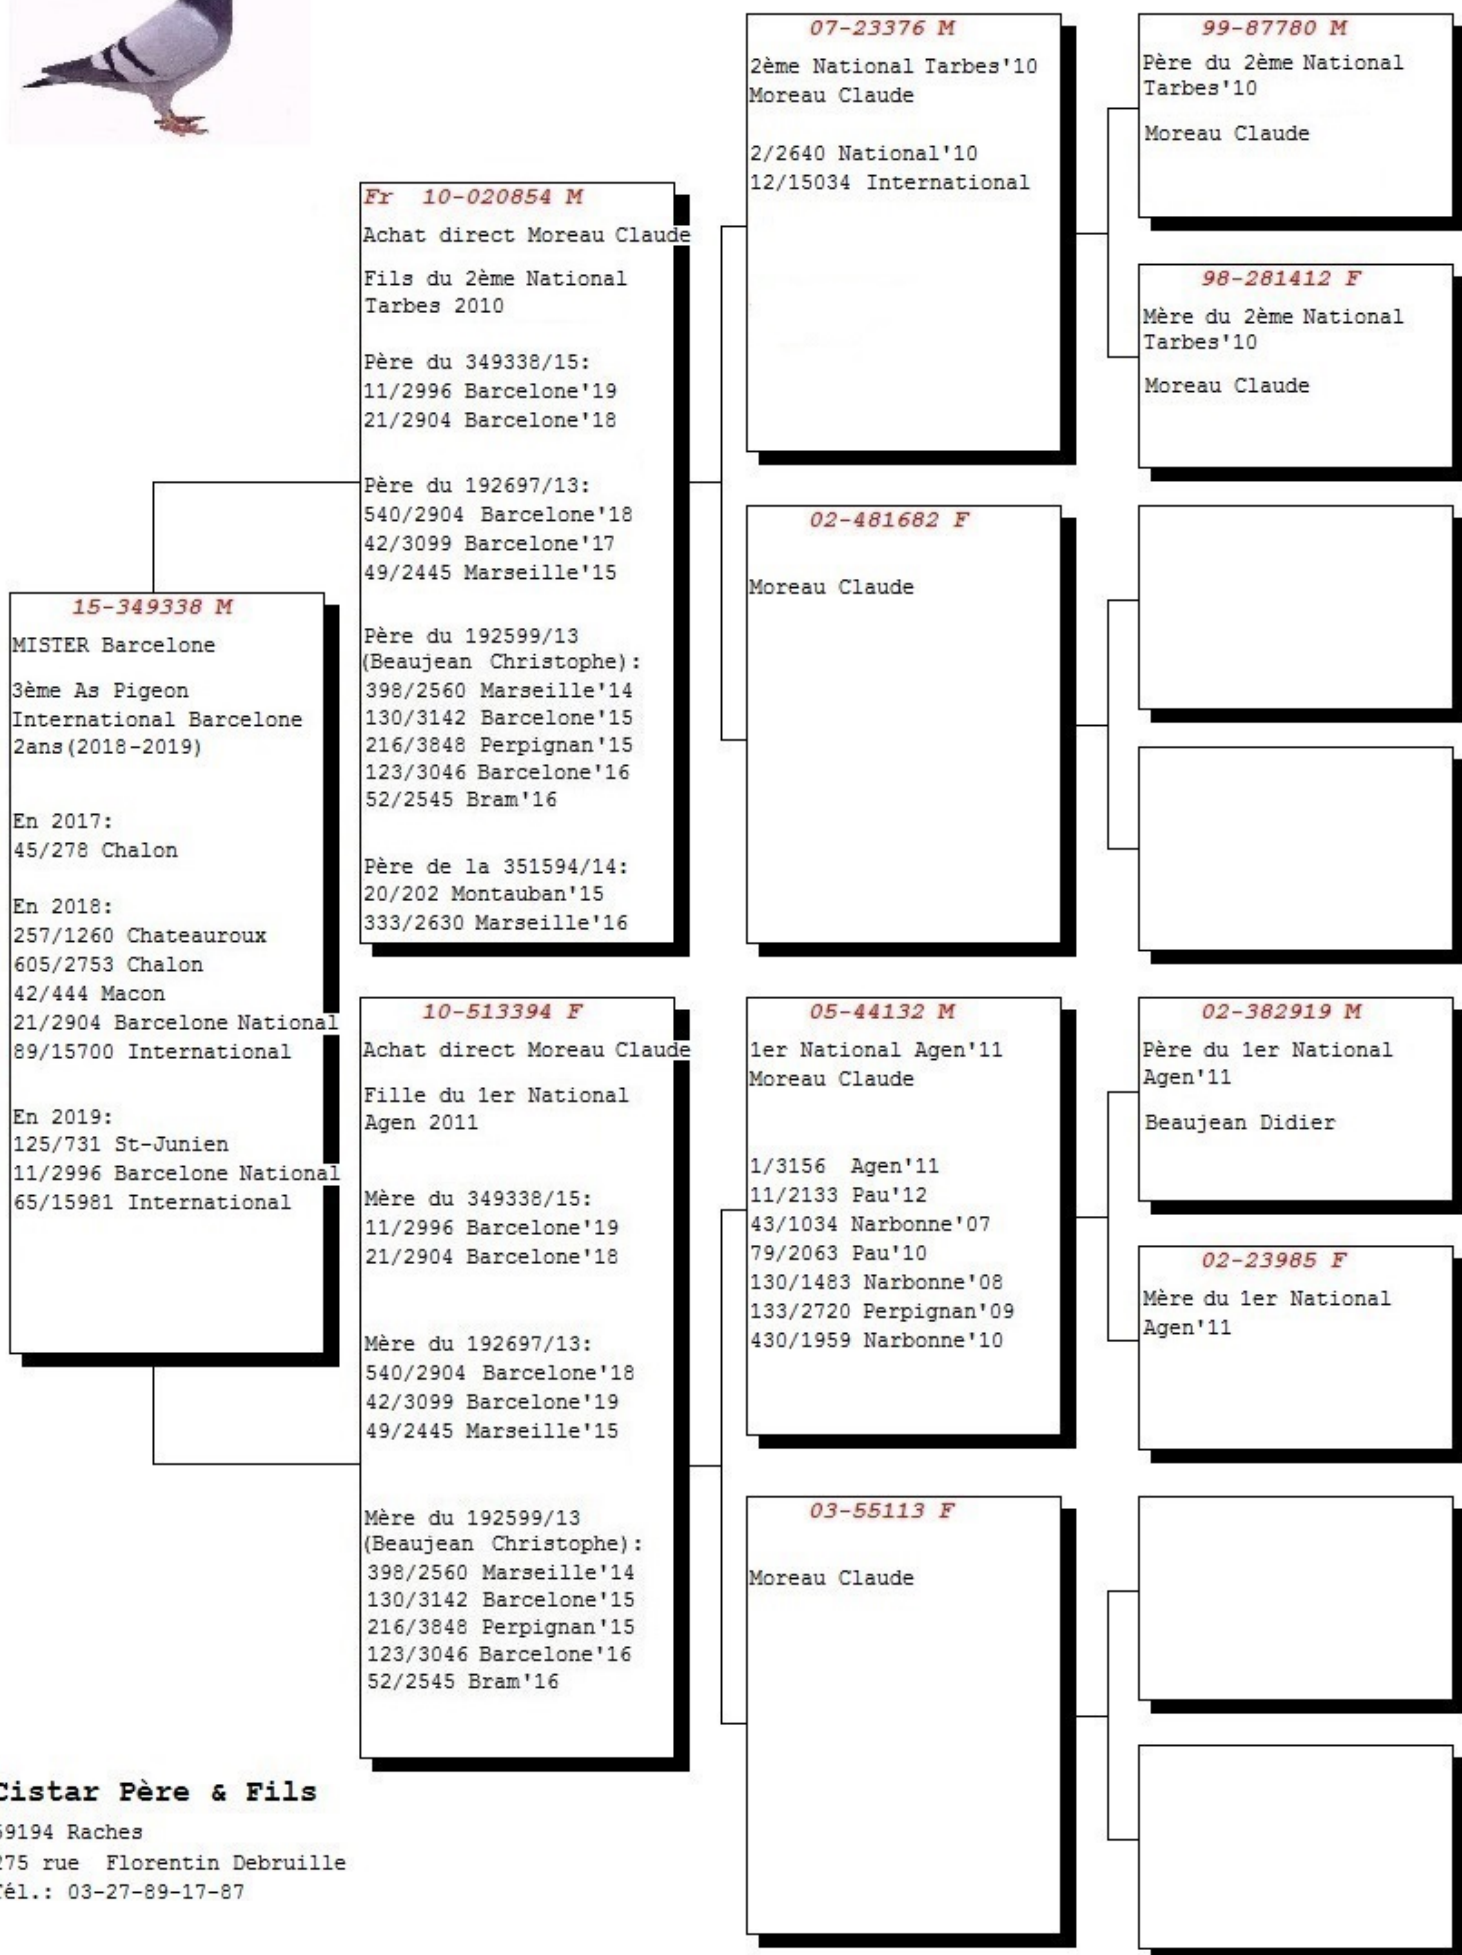 15-349338 M
MISTER Barcelone
3ème As Pigeon
International Barcelone
2ans(2018-2019)
En 2017:
45/278 Chalon
En 2018:
257/1260 Chateauroux
605/2753 Chalon
42/444 Macon
21/2904 Barcelone National
89/15700 International
En 2019:
125/731 St-Junien
11/2996 Barcelone National
65/15981 International
Fr 10-020854 M
Achat direct Moreau Claude
Fils du 2ème National
Tarbes 2010
Père du 349338/15:
11/2996 Barcelone'19
21/2904 Barcelone'18
Père du 192697/13:
540/2904 Barcelone'18
42/3099 Barcelone'17
49/2445 Marseille'15
Père du 192599/13
(Beaujean Christophe):
398/2560 Marseille'14
130/3142 Barcelone'15
216/3848 Perpignan'15
123/3046 Barcelone'16
52/2545 Bram'16
Père de la 351594/14:
20/202 Montauban'15
333/2630 Marseille'16
10-513394 F
Achat direct Moreau Claude
Fille du 1er National
Agen 2011
Mère du 349338/15:
11/2996 Barcelone'19
21/2904 Barcelone'18
Mère du 192697/13:
540/2904 Barcelone'18
42/3099 Barcelone'19
49/2445 Marseille'15
Mère du 192599/13
(Beaujean Christophe):
398/2560 Marseille'14
130/3142 Barcelone'15
216/3848 Perpignan'15
123/3046 Barcelone'16
52/2545 Bram'16
07-23376 M
2ème National Tarbes'10
Moreau Claude
2/2640 National'10
12/15034 International
02-481682 F
Moreau Claude
05-44132 M
1er National Agen'11
Moreau Claude
1/3156 Agen'11
11/2133 Pau'12
43/1034 Narbonne'07
79/2063 Pau'10
130/1483 Narbonne'08
133/2720 Perpignan'09
430/1959 Narbonne'10
03-55113 F
Moreau Claude
99-87780 M
Père du 2ème National
Tarbes'10
Moreau Claude
98-281412 F
Mère du 2ème National
Tarbes'10
Moreau Claude
02-382919 M
Père du 1er National
Agen'11
Beaujean Didier
02-23985 F
Mère du 1er National
Agen'11
Cistar Père & Fils
59194 Raches
275 rue Florentin Debruille
Tél.: 03-27-89-17-87